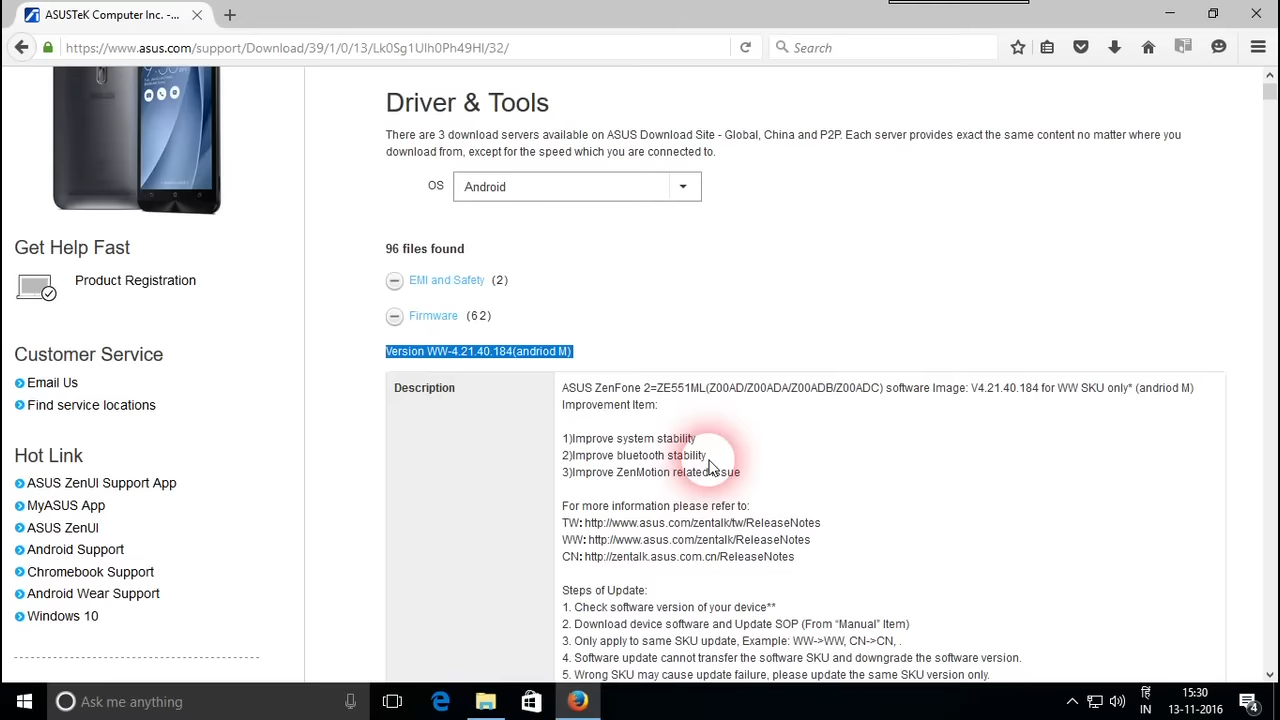 ASUSTeK Computer Inc. -...
https://www.asus.com/support/Download/39/1/0/13/Lk0Sg1Ulh0Ph49Hl/32/
Search
Driver & Tools
There are 3 download servers available on ASUS Download Site - Global, China and P2P. Each server provides exact the same content no matter where you
download from, except for the speed which you are connected to.
OS
Android
96 files found
EMI and Safety (2)
Firmware (62)
Version WW-4.21.40.184(andriod M)
Description
ASUS ZenFone 2=ZE551ML(Z00AD/Z00ADA/Z00ADB/Z00ADC) software Image: V4.21.40.184 for WW SKU only* (andriod M)
Improvement Item:
1)Improve system stability
2)Improve bluetooth stability
3)Improve ZenMotion related issue
For more information please refer to:
TW: http://www.asus.com/zentalk/tw/ReleaseNotes
WW: http://www.asus.com/zentalk/ReleaseNotes
CN: http://zentalk.asus.com.cn/ReleaseNotes
Steps of Update:
1. Check software version of your device**
2. Download device software and Update SOP (From “Manual” Item)
3. Only apply to same SKU update, Example: WW->WW, CN->CN, .
4. Software update cannot transfer the software SKU and downgrade the software version.
5. Wrong SKU may cause update failure, please update the same SKU version only.
Get Help Fast
Product Registration
Customer Service
Email Us
Find service locations
Hot Link
ASUS ZenUI Support App
MyASUS App
ASUS ZenUI
Android Support
Chromebook Support
Android Wear Support
Windows 10
Ask me anything
हि
IN
15:30
13-11-2016
4